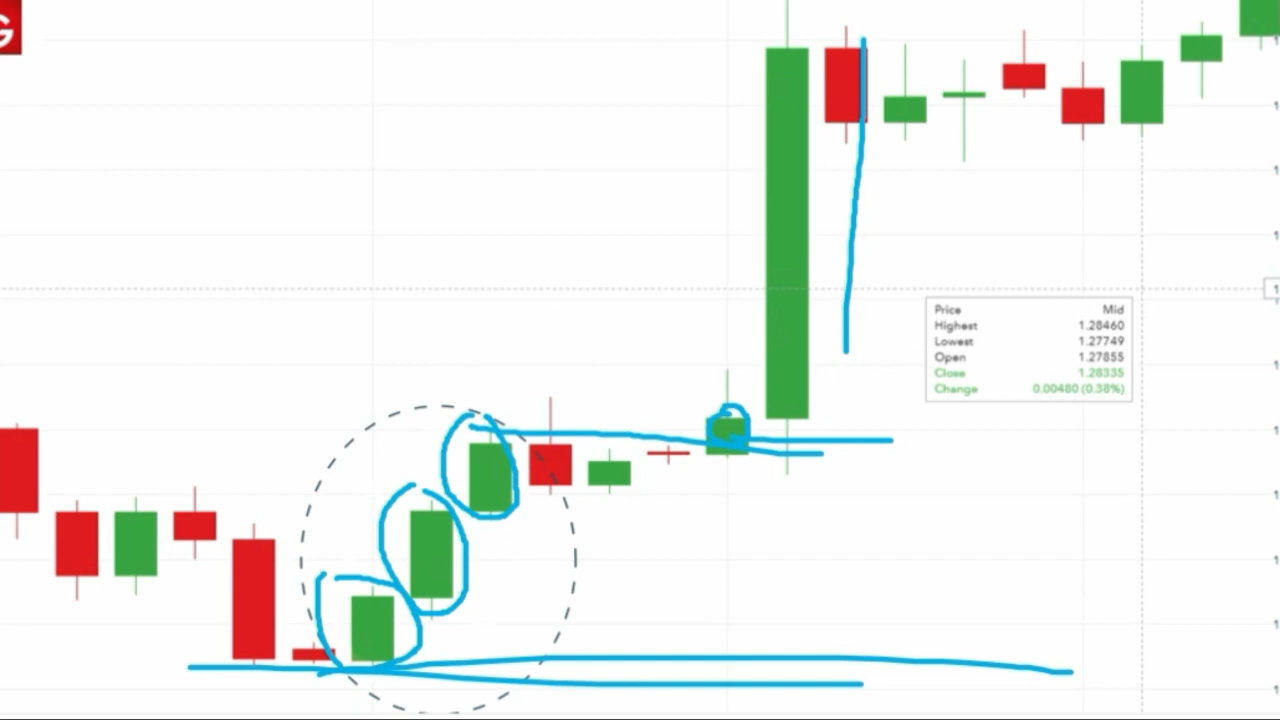 G
Price Mid
Highest 1.28460
Lowest 1.27749
Open 1.27855
Close 1.28335
Change 0.00480 (0.38%)